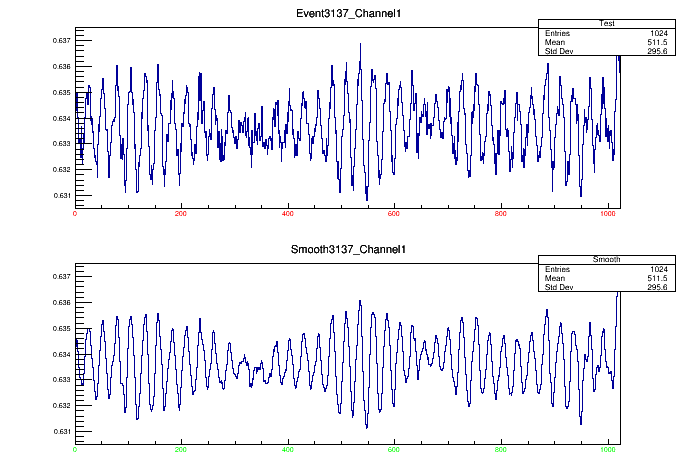 Event3137_Channel1
Test
Entries 1024
Mean 511.5
Std Dev 295.6
0.637
0.636
0.635
0.634
0.633
0.632
0.631
0 200 400 600 800 1000
Smooth3137_Channel1
Smooth
Entries 1024
Mean 511.5
Std Dev 295.6
0.637
0.636
0.635
0.634
0.633
0.632
0.631
0 200 400 600 800 1000